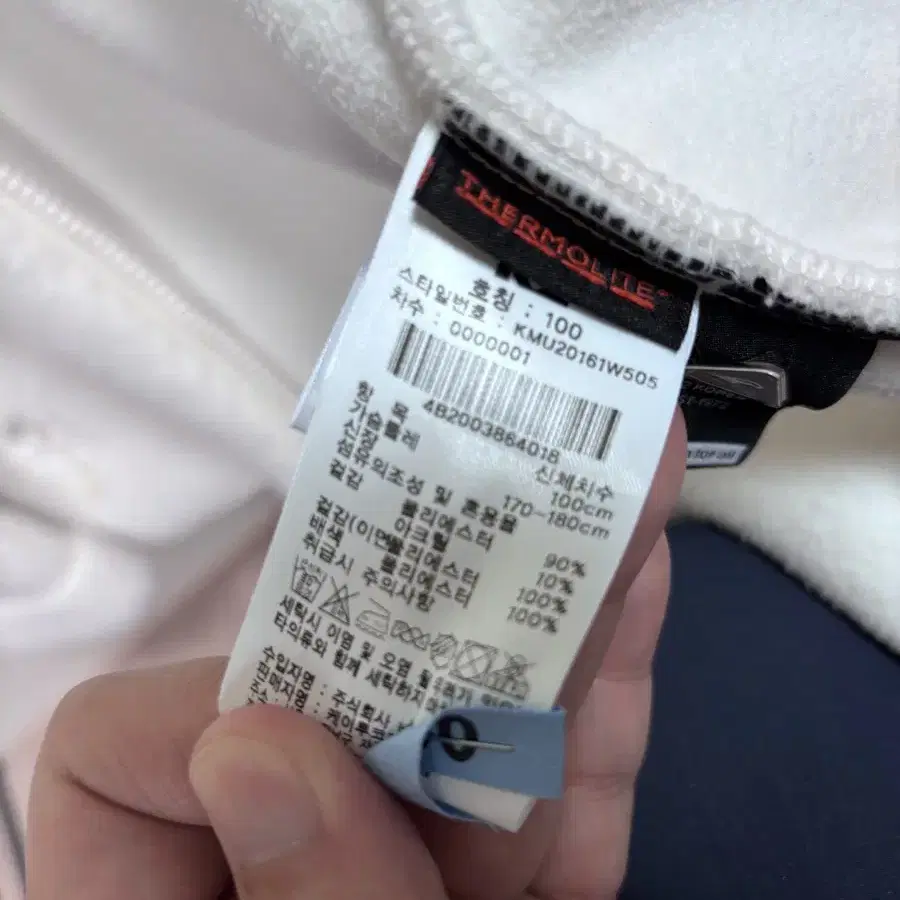 THERMOLITE
호칭 : 100
스타일번호 : KMU20161W505
차수 : 0000001
4B2003864018
항 목 신체치수
가슴둘레 100cm
신장 170-180cm
섬유의조성 및 혼용율
겉감 폴리에스터 90%
아크릴 10%
겉감(이면) 폴리에스터 100%
배색 폴리에스터 100%
취급시 주의사항
세탁시 이염 및 오염 될
타의류와 함께 세탁하지
수입자명 : 주식회사